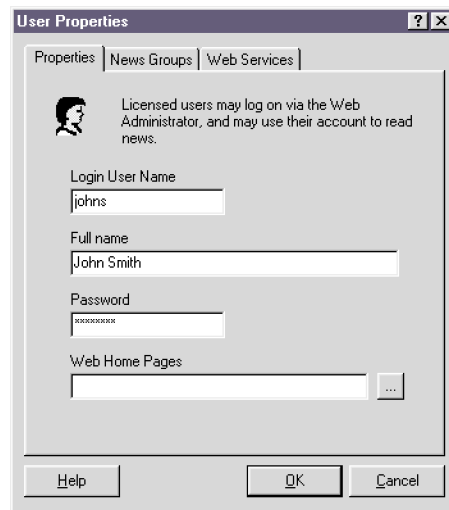 User Properties
Properties News Groups Web Services
Licensed users may log on via the Web
Administrator, and may use their account to read
news.
Login User Name
johns
Full name
John Smith
Password
********
Web Home Pages
...
Help OK Cancel